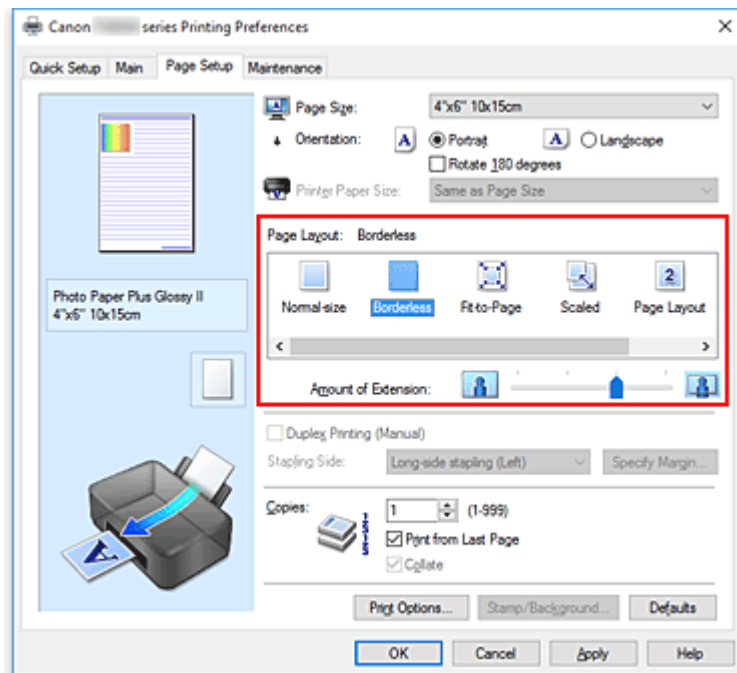 Canon series Printing Preferences
Quick Setup Main Page Setup Maintenance
Page Size: 4"x6" 10x15cm
Orientation: A Portrait A Landscape
Rotate 180 degrees
Printer Paper Size: Same as Page Size
Page Layout: Borderless
2
Normal-size Borderless Fit-to-Page Scaled Page Layout
Photo Paper Plus Glossy II
4"x6" 10x15cm
Amount of Extension:
Duplex Printing (Manual)
Stapling Side: Long-side stapling (Left) Specify Margin...
Copies: 1 (1-999)
Print from Last Page
Collate
A
Print Options... Stamp/Background... Defaults
OK Cancel Apply Help